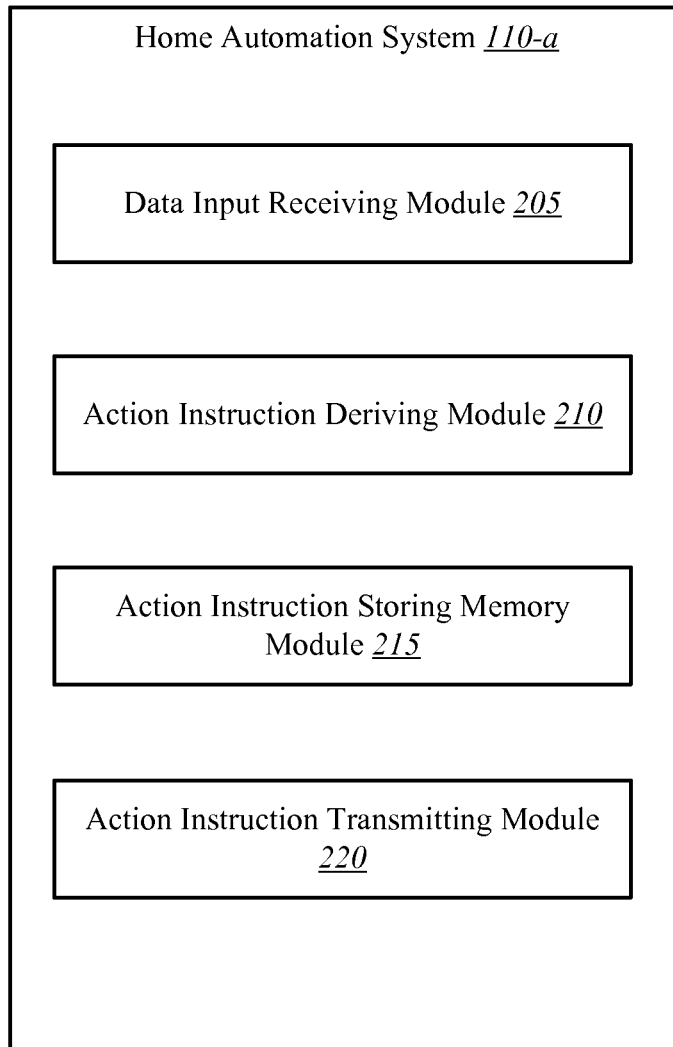 Home Automation System 110-a
Data Input Receiving Module 205
Action Instruction Deriving Module 210
Action Instruction Storing Memory
Module 215
Action Instruction Transmitting Module
220